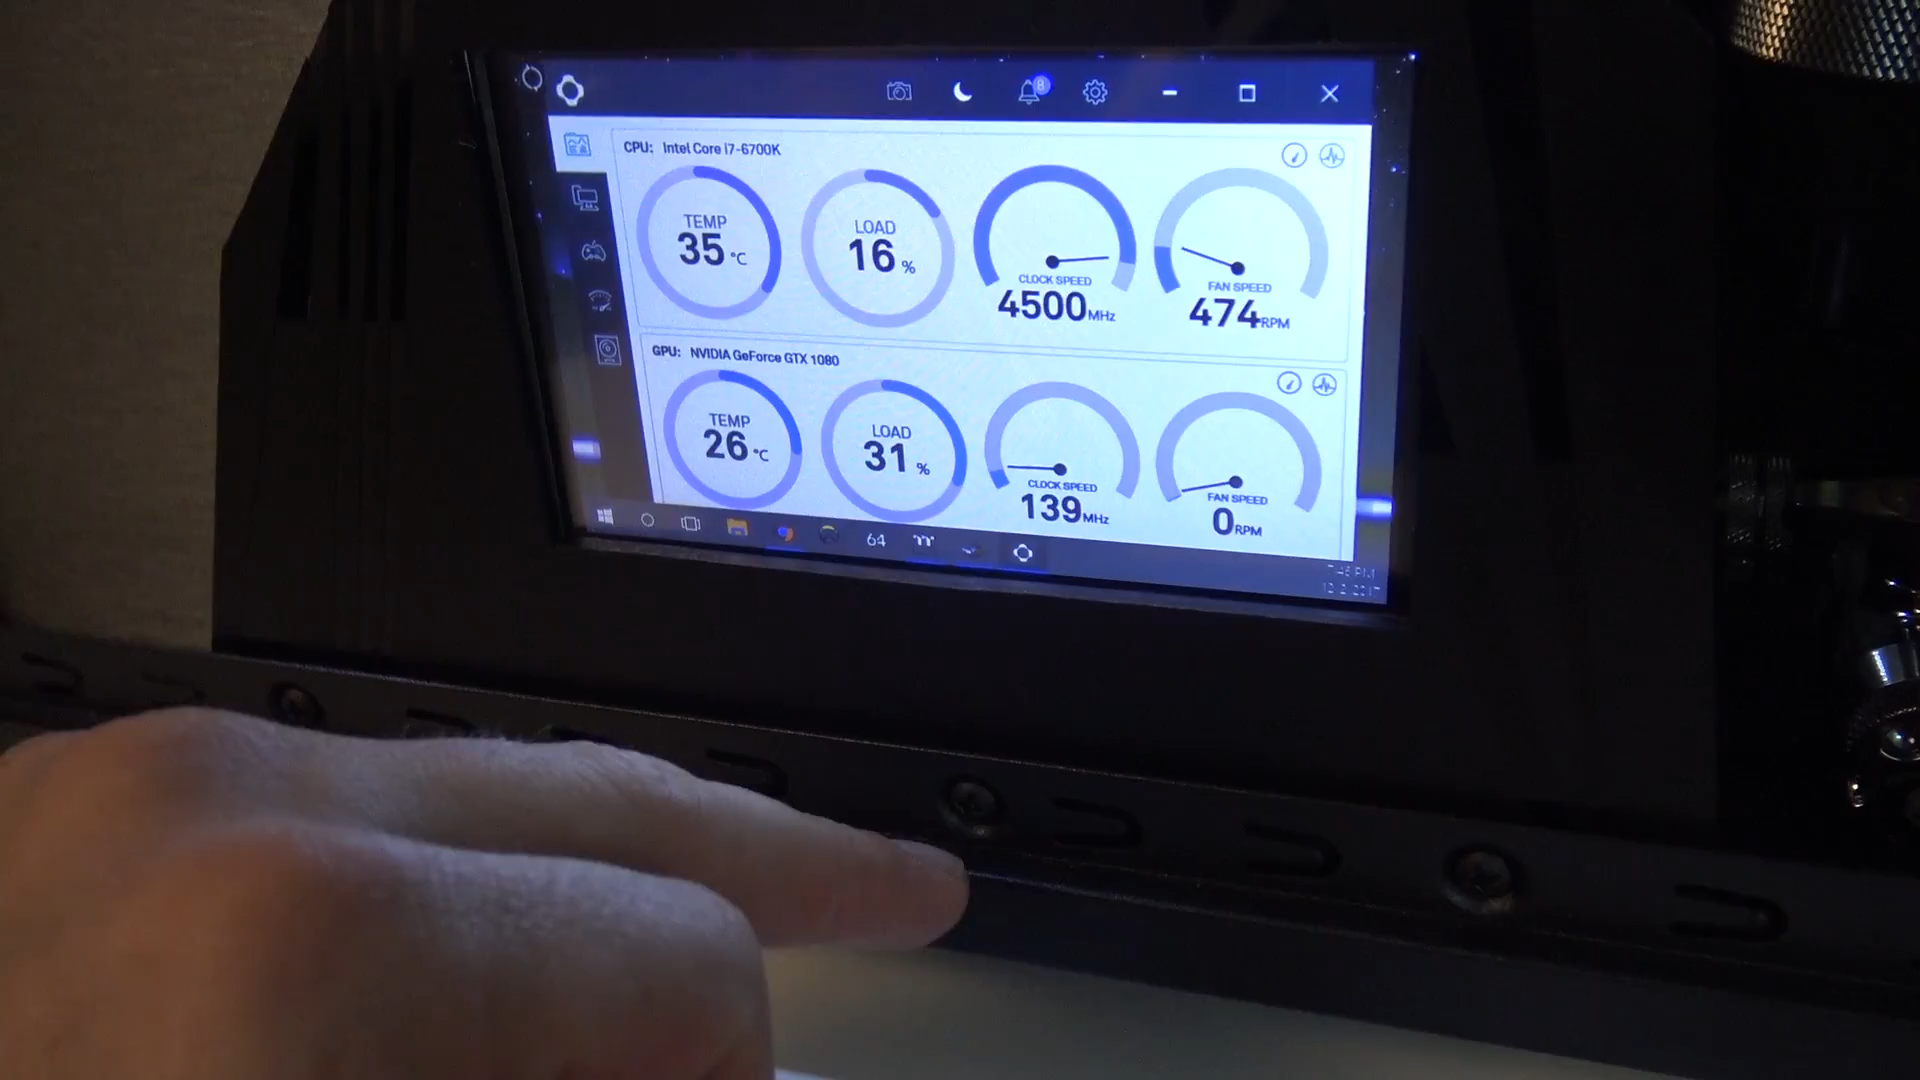 8
CPU: Intel Core i7-6700K
TEMP
35 °C
LOAD
16 %
CLOCK SPEED
4500 MHz
FAN SPEED
474 RPM
GPU: NVIDIA GeForce GTX 1080
TEMP
26 °C
LOAD
31 %
CLOCK SPEED
139 MHz
FAN SPEED
0 RPM
64